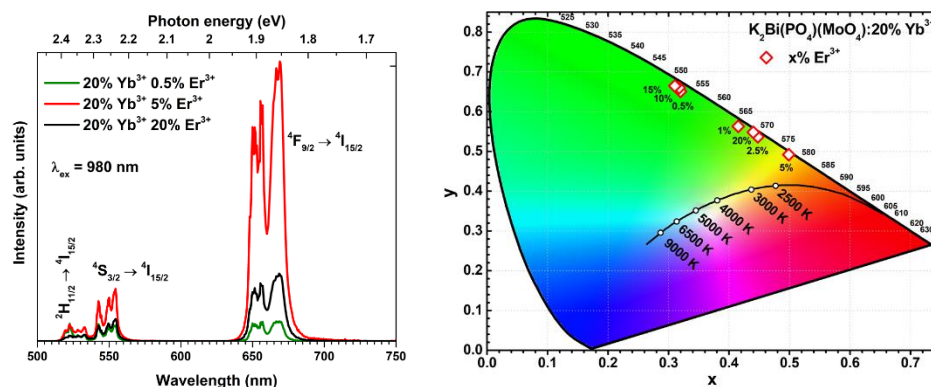 Photon energy (eV)
2.4 2.3 2.2 2.1 2 1.9 1.8 1.7
20% Yb³⁺ 0.5% Er³⁺
20% Yb³⁺ 5% Er³⁺
20% Yb³⁺ 20% Er³⁺
λex = 980 nm
⁴F9/2 → ⁴I15/2
²H11/2 → ⁴I15/2
⁴S3/2 → ⁴I15/2
Intensity (arb. units)
500 550 600 650 700 750
Wavelength (nm)
K₂Bi(PO₄)(MoO₄):20% Yb³⁺
x% Er³⁺
0.8
0.7
0.6
0.5
0.4
0.3
0.2
0.1
0.0
y
525
530
535
540
545
550
555
560
565
570
575
580
585
590
595
600
605
610
620
630
15%
10%
0.5%
1%
20%
2.5%
5%
2500 K
3000 K
4000 K
5000 K
6500 K
9000 K
0.0 0.1 0.2 0.3 0.4 0.5 0.6 0.7
x